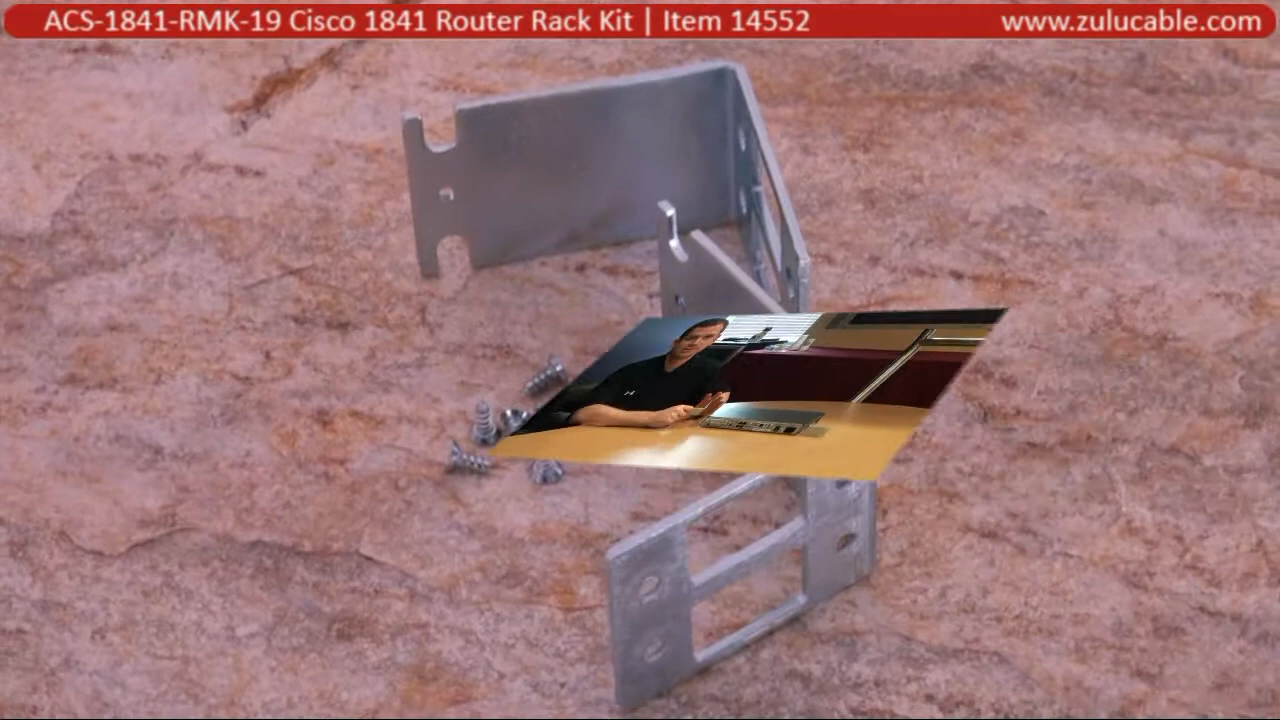 ACS-1841-RMK-19 Cisco 1841 Router Rack Kit | Item 14552
www.zulucable.com